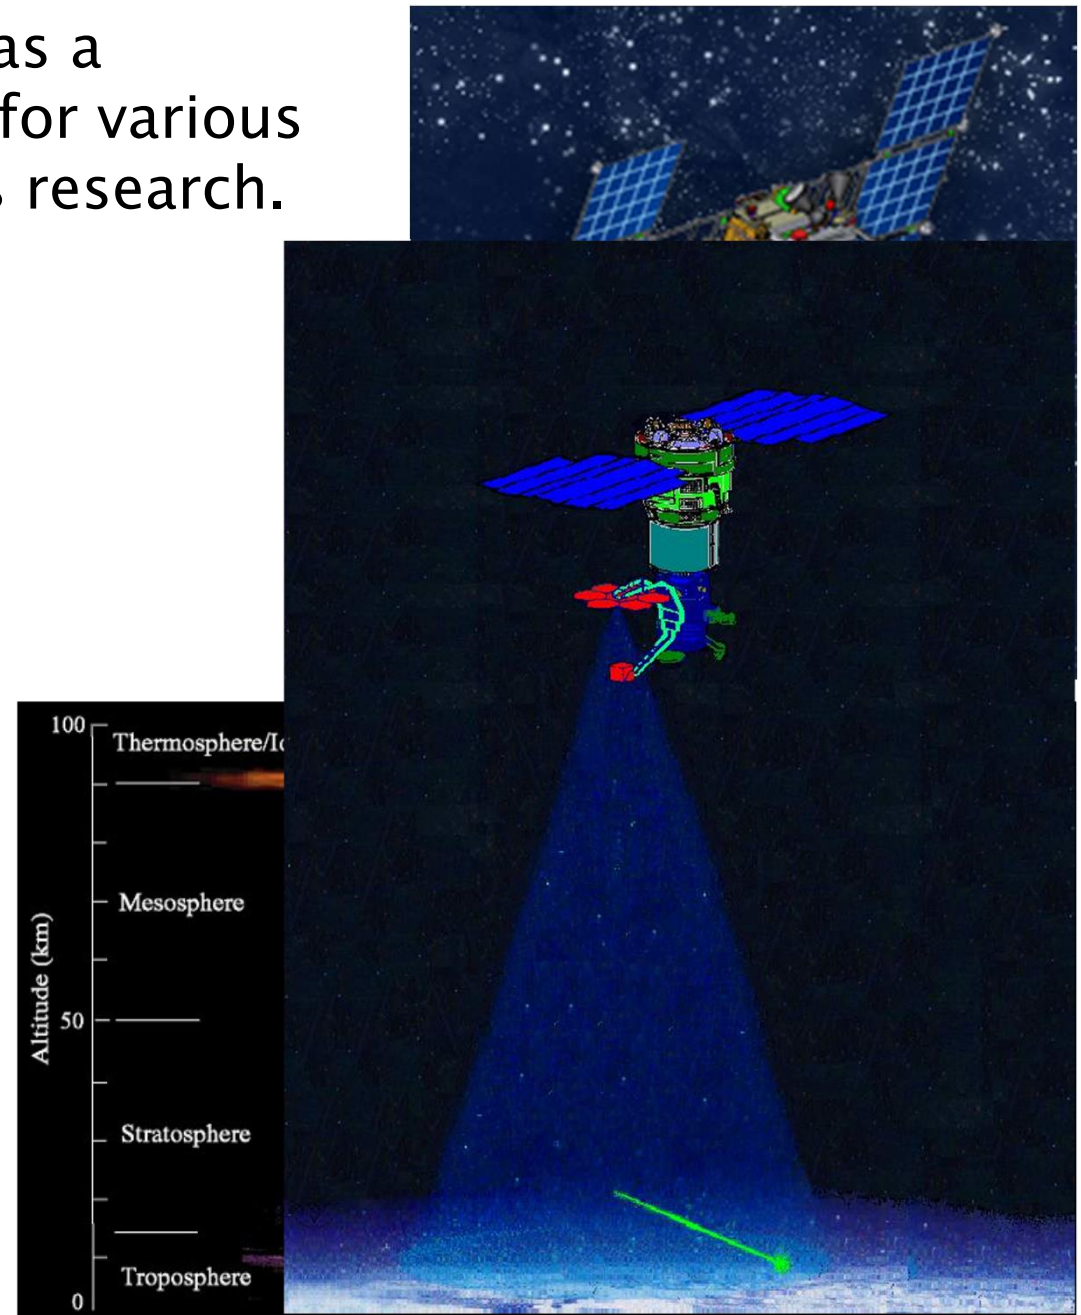 as a
for various
research.
100
Thermosphere/
Mesosphere
Altitude (km)
50
Stratosphere
Troposphere
0